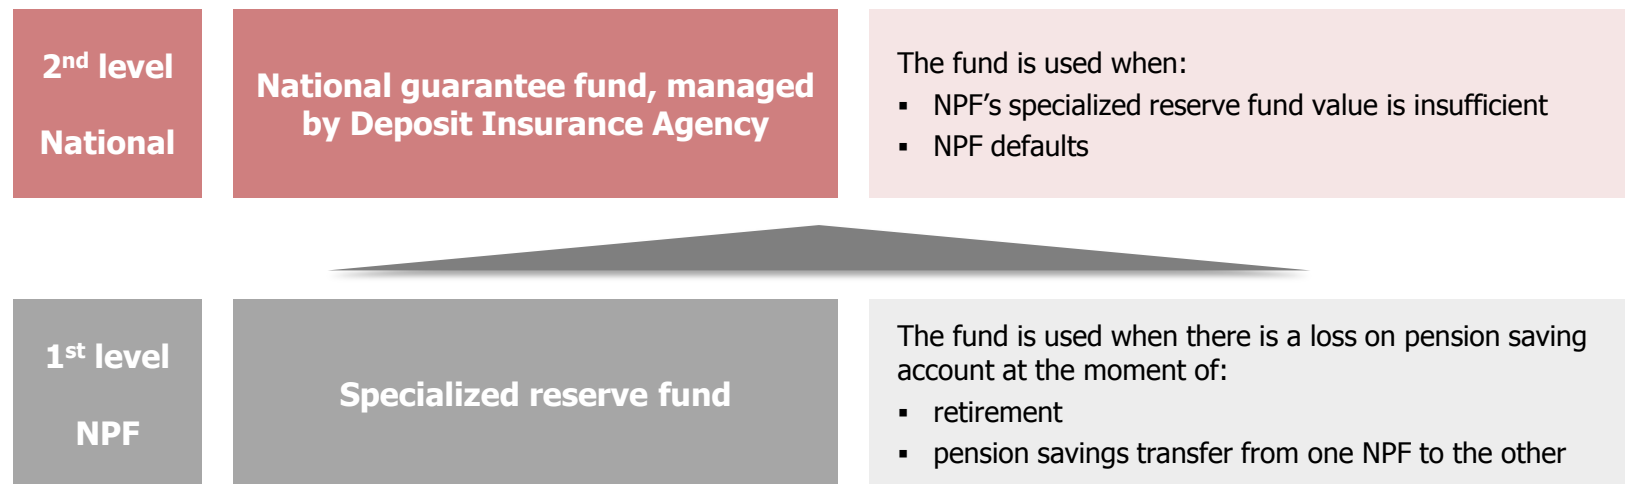 2nd level
National
National guarantee fund, managed
by Deposit Insurance Agency
The fund is used when:
▪ NPF’s specialized reserve fund value is insufficient
▪ NPF defaults
1st level
NPF
Specialized reserve fund
The fund is used when there is a loss on pension saving
account at the moment of:
▪ retirement
▪ pension savings transfer from one NPF to the other